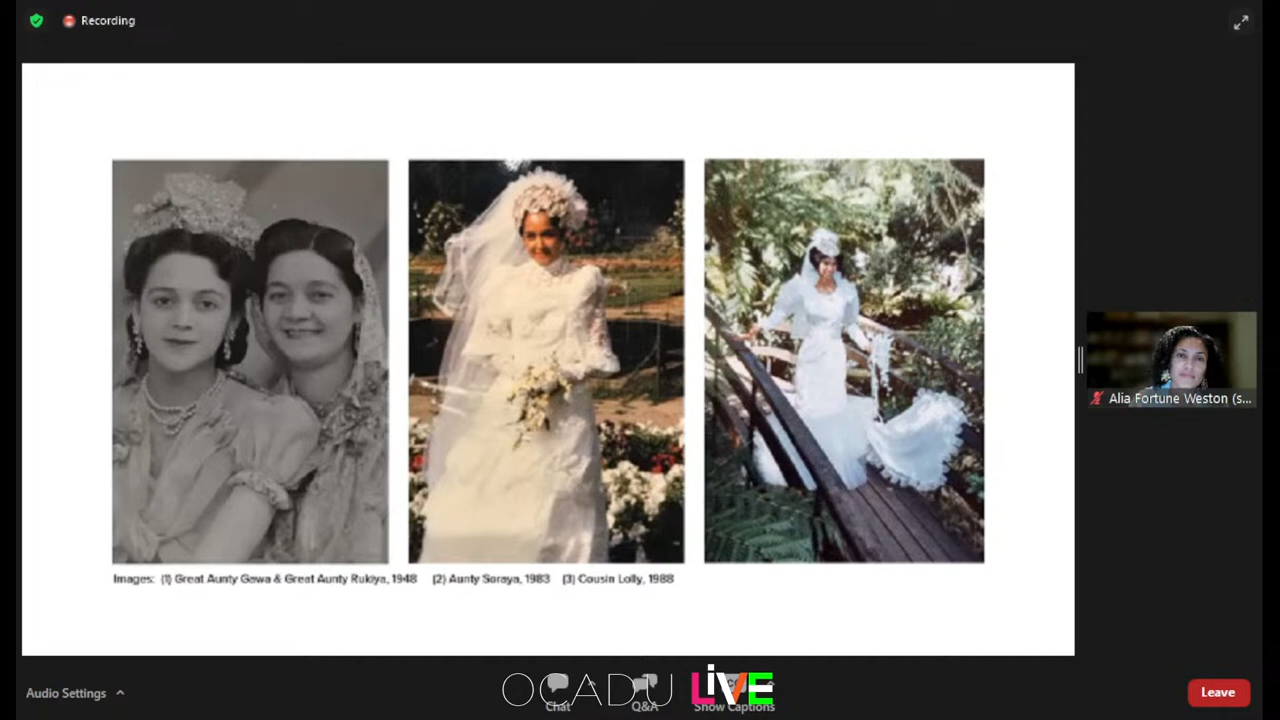 Recording
Images: (1) Great Aunty Gawa & Great Aunty Rukiya, 1948 (2) Aunty Soraya, 1983 (3) Cousin Lolly, 1988
Alia Fortune Weston (s...
Audio Settings
Chat
Q&A
Show Captions
OCADU LiVE
Leave